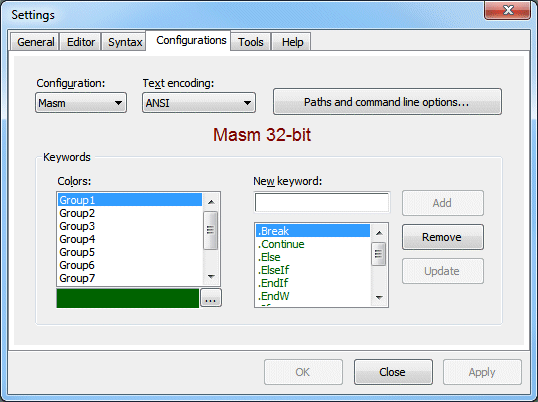 Settings
General Editor Syntax Configurations Tools Help
Configuration: Text encoding:
Masm ANSI Paths and command line options...
Masm 32-bit
Keywords
Colors: New keyword:
Group1
Group2
Group3
Group4
Group5
Group6
Group7
...
Add
.Break
.Continue
.Else
.ElseIf
.EndIf
.EndW
Remove
Update
OK Close Apply